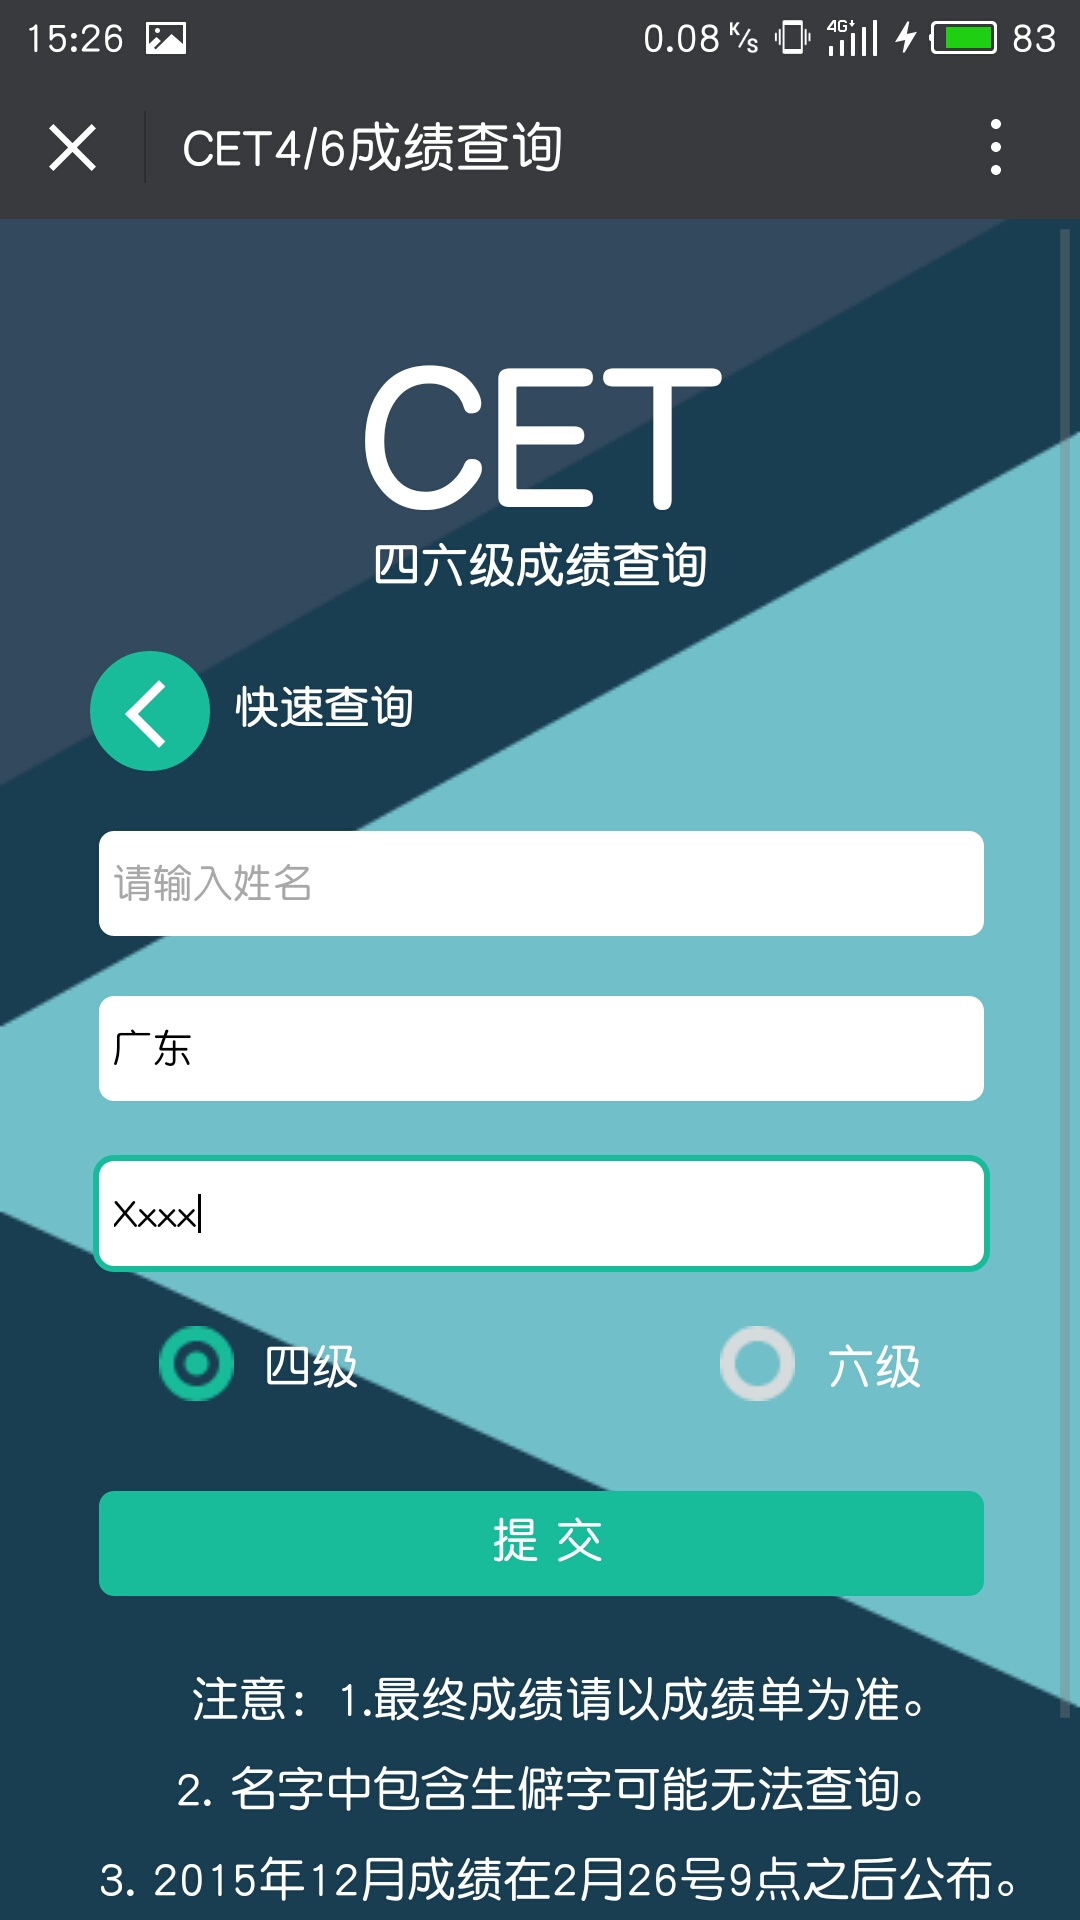 15:26 0.08 K/s 4G+ 83
CET4/6成绩查询
CET
四六级成绩查询
快速查询
请输入姓名
广东
Xxxx
四级 六级
提 交
注意：1.最终成绩请以成绩单为准。
2. 名字中包含生僻字可能无法查询。
3. 2015年12月成绩在2月26号9点之后公布。